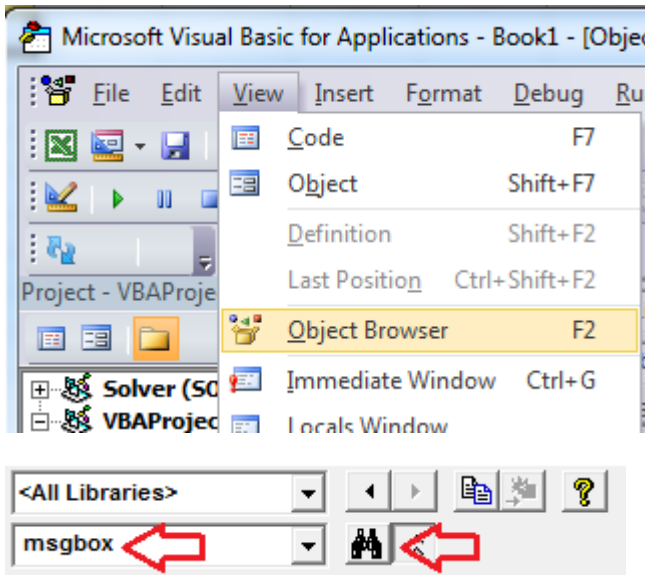 Microsoft Visual Basic for Applications - Book1 - [Objec
File Edit View Insert Format Debug Ru
Code F7
Object Shift+F7
Definition Shift+F2
Last Position Ctrl+Shift+F2
Project - VBAProje
Object Browser F2
Immediate Window Ctrl+G
Solver (SO
VBAProjec
Locals Window
<All Libraries>
msgbox